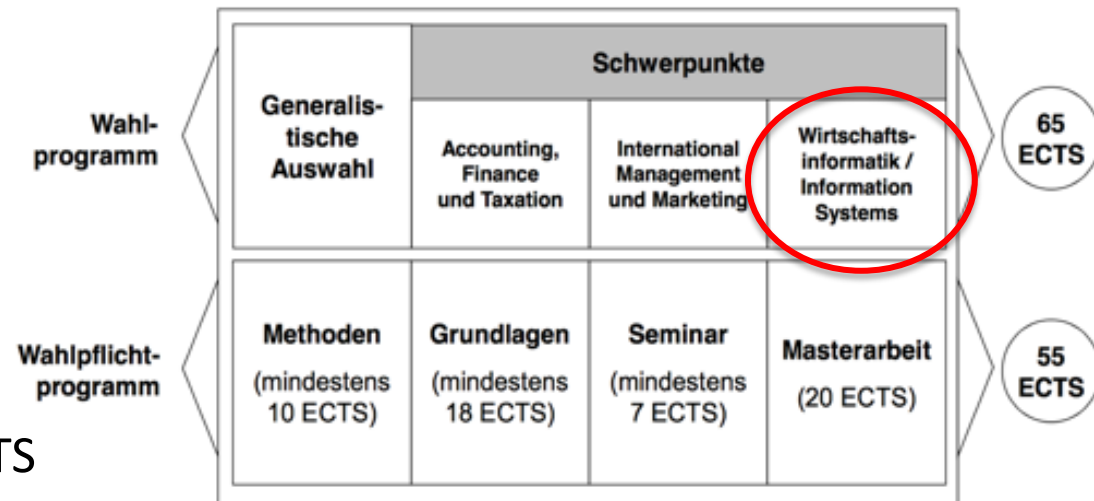 Wahl-
programm
Generalis-
tische
Auswahl
Schwerpunkte
Accounting,
Finance
und Taxation
International
Management
und Marketing
Wirtschafts-
informatik /
Information
Systems
65
ECTS
Wahlpflicht-
programm
Methoden
(mindestens
10 ECTS)
Grundlagen
(mindestens
18 ECTS)
Seminar
(mindestens
7 ECTS)
Masterarbeit
(20 ECTS)
55
ECTS
TS